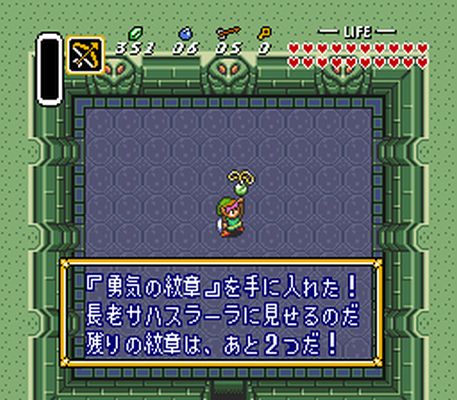 — LIFE —
351 06 05 0
『勇気の紋章』を手に入れた！
長老サハスラーラに見せるのだ
残りの紋章は、あと2つだ！